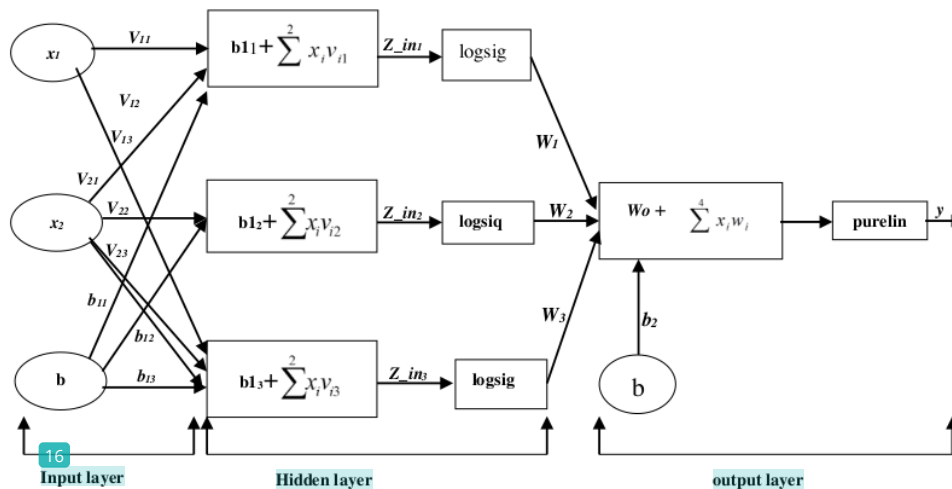 x1
V11
b11+ 2∑ xi vi1
Z_in1
logsig
V12
V13
W1
V21
x2
V22
b12+ 2∑xi vi2
Z_in2
logsiq
W2
Wo + 4∑ xi wi
purelin
y
V23
b11
b12
W3
b2
b
b13
b13+ 2∑xi vi3
Z_in3
logsig
b
16
Input layer
Hidden layer
output layer